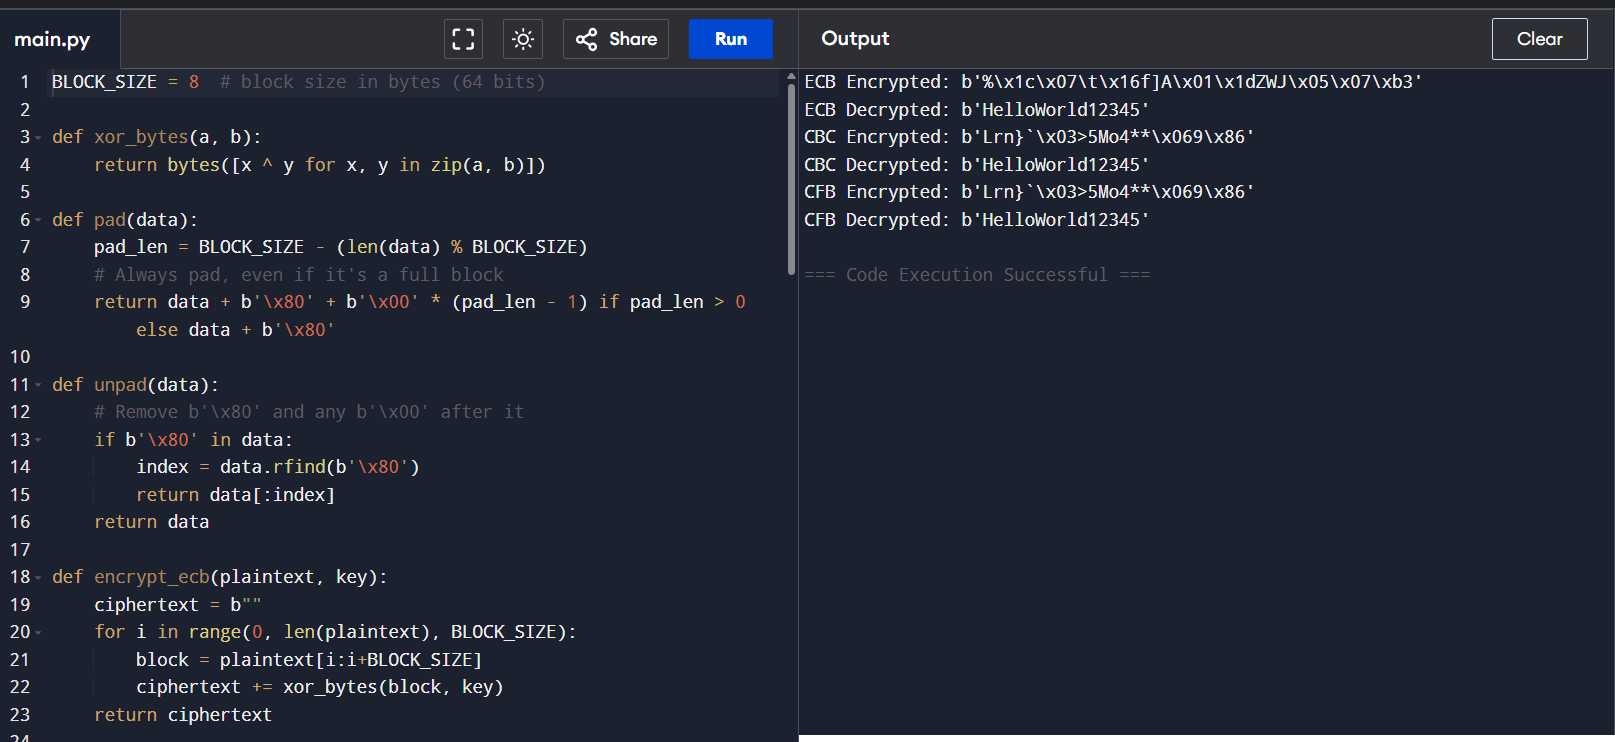 main.py
Share
Run
Output
Clear
1 BLOCK_SIZE = 8  # block size in bytes (64 bits)
2
3 def xor_bytes(a, b):
4     return bytes([x ^ y for x, y in zip(a, b)])
5
6 def pad(data):
7     pad_len = BLOCK_SIZE - (len(data) % BLOCK_SIZE)
8     # Always pad, even if it's a full block
9     return data + b'\x80' + b'\x00' * (pad_len - 1) if pad_len > 0
        else data + b'\x80'
10
11 def unpad(data):
12     # Remove b'\x80' and any b'\x00' after it
13     if b'\x80' in data:
14         index = data.rfind(b'\x80')
15         return data[:index]
16     return data
17
18 def encrypt_ecb(plaintext, key):
19     ciphertext = b""
20     for i in range(0, len(plaintext), BLOCK_SIZE):
21         block = plaintext[i:i+BLOCK_SIZE]
22         ciphertext += xor_bytes(block, key)
23     return ciphertext
24
ECB Encrypted: b'%\x1c\x07\t\x16f]A\x01\x1dZWJ\x05\x07\xb3'
ECB Decrypted: b'HelloWorld12345'
CBC Encrypted: b'Lrn}`\x03>5Mo4**\x069\x86'
CBC Decrypted: b'HelloWorld12345'
CFB Encrypted: b'Lrn}`\x03>5Mo4**\x069\x86'
CFB Decrypted: b'HelloWorld12345'
=== Code Execution Successful ===